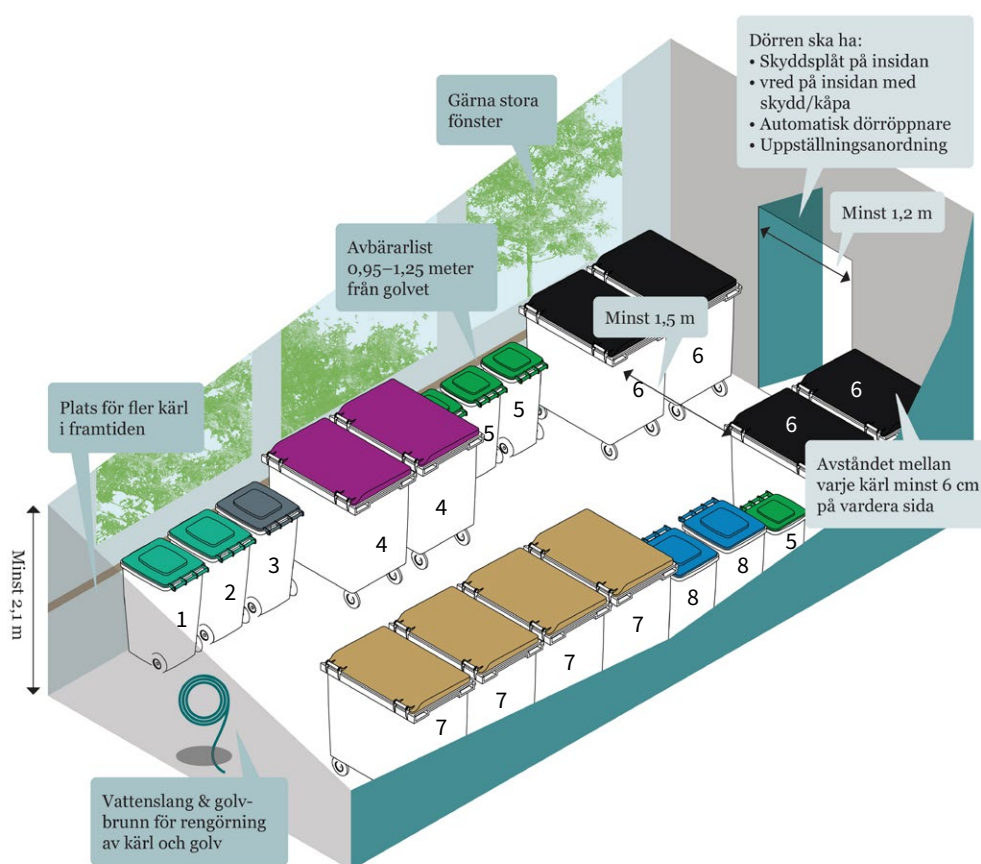 Dörren ska ha:
• Skyddsplåt på insidan
• vred på insidan med
skydd/kåpa
• Automatisk dörröppnare
• Uppställningsanordning
Gärna stora
fönster
Minst 1,2 m
Avbärarlist
0,95–1,25 meter
från golvet
Minst 1,5 m
6
6
6
6
5
5
Plats för fler kärl
i framtiden
Avståndet mellan
varje kärl minst 6 cm
på vardera sida
4
4
3
2
1
5
8
8
7
7
7
7
Minst 2,1 m
Vattenslang & golv-
brunn för rengörning
av kärl och golv